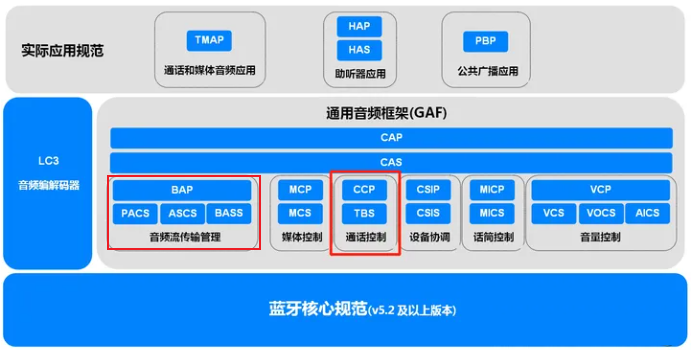 实际应用规范
TMAP
通话和媒体音频应用
HAP
HAS
助听器应用
PBP
公共广播应用
LC3
音频编解码器
通用音频框架(GAF)
CAP
CAS
BAP
PACS ASCS BASS
音频流传输管理
MCP
MCS
媒体控制
CCP
TBS
通话控制
CSIP
CSIS
设备协调
MICP
MICS
话筒控制
VCP
VCS VOCS AICS
音量控制
蓝牙核心规范(v5.2 及以上版本)